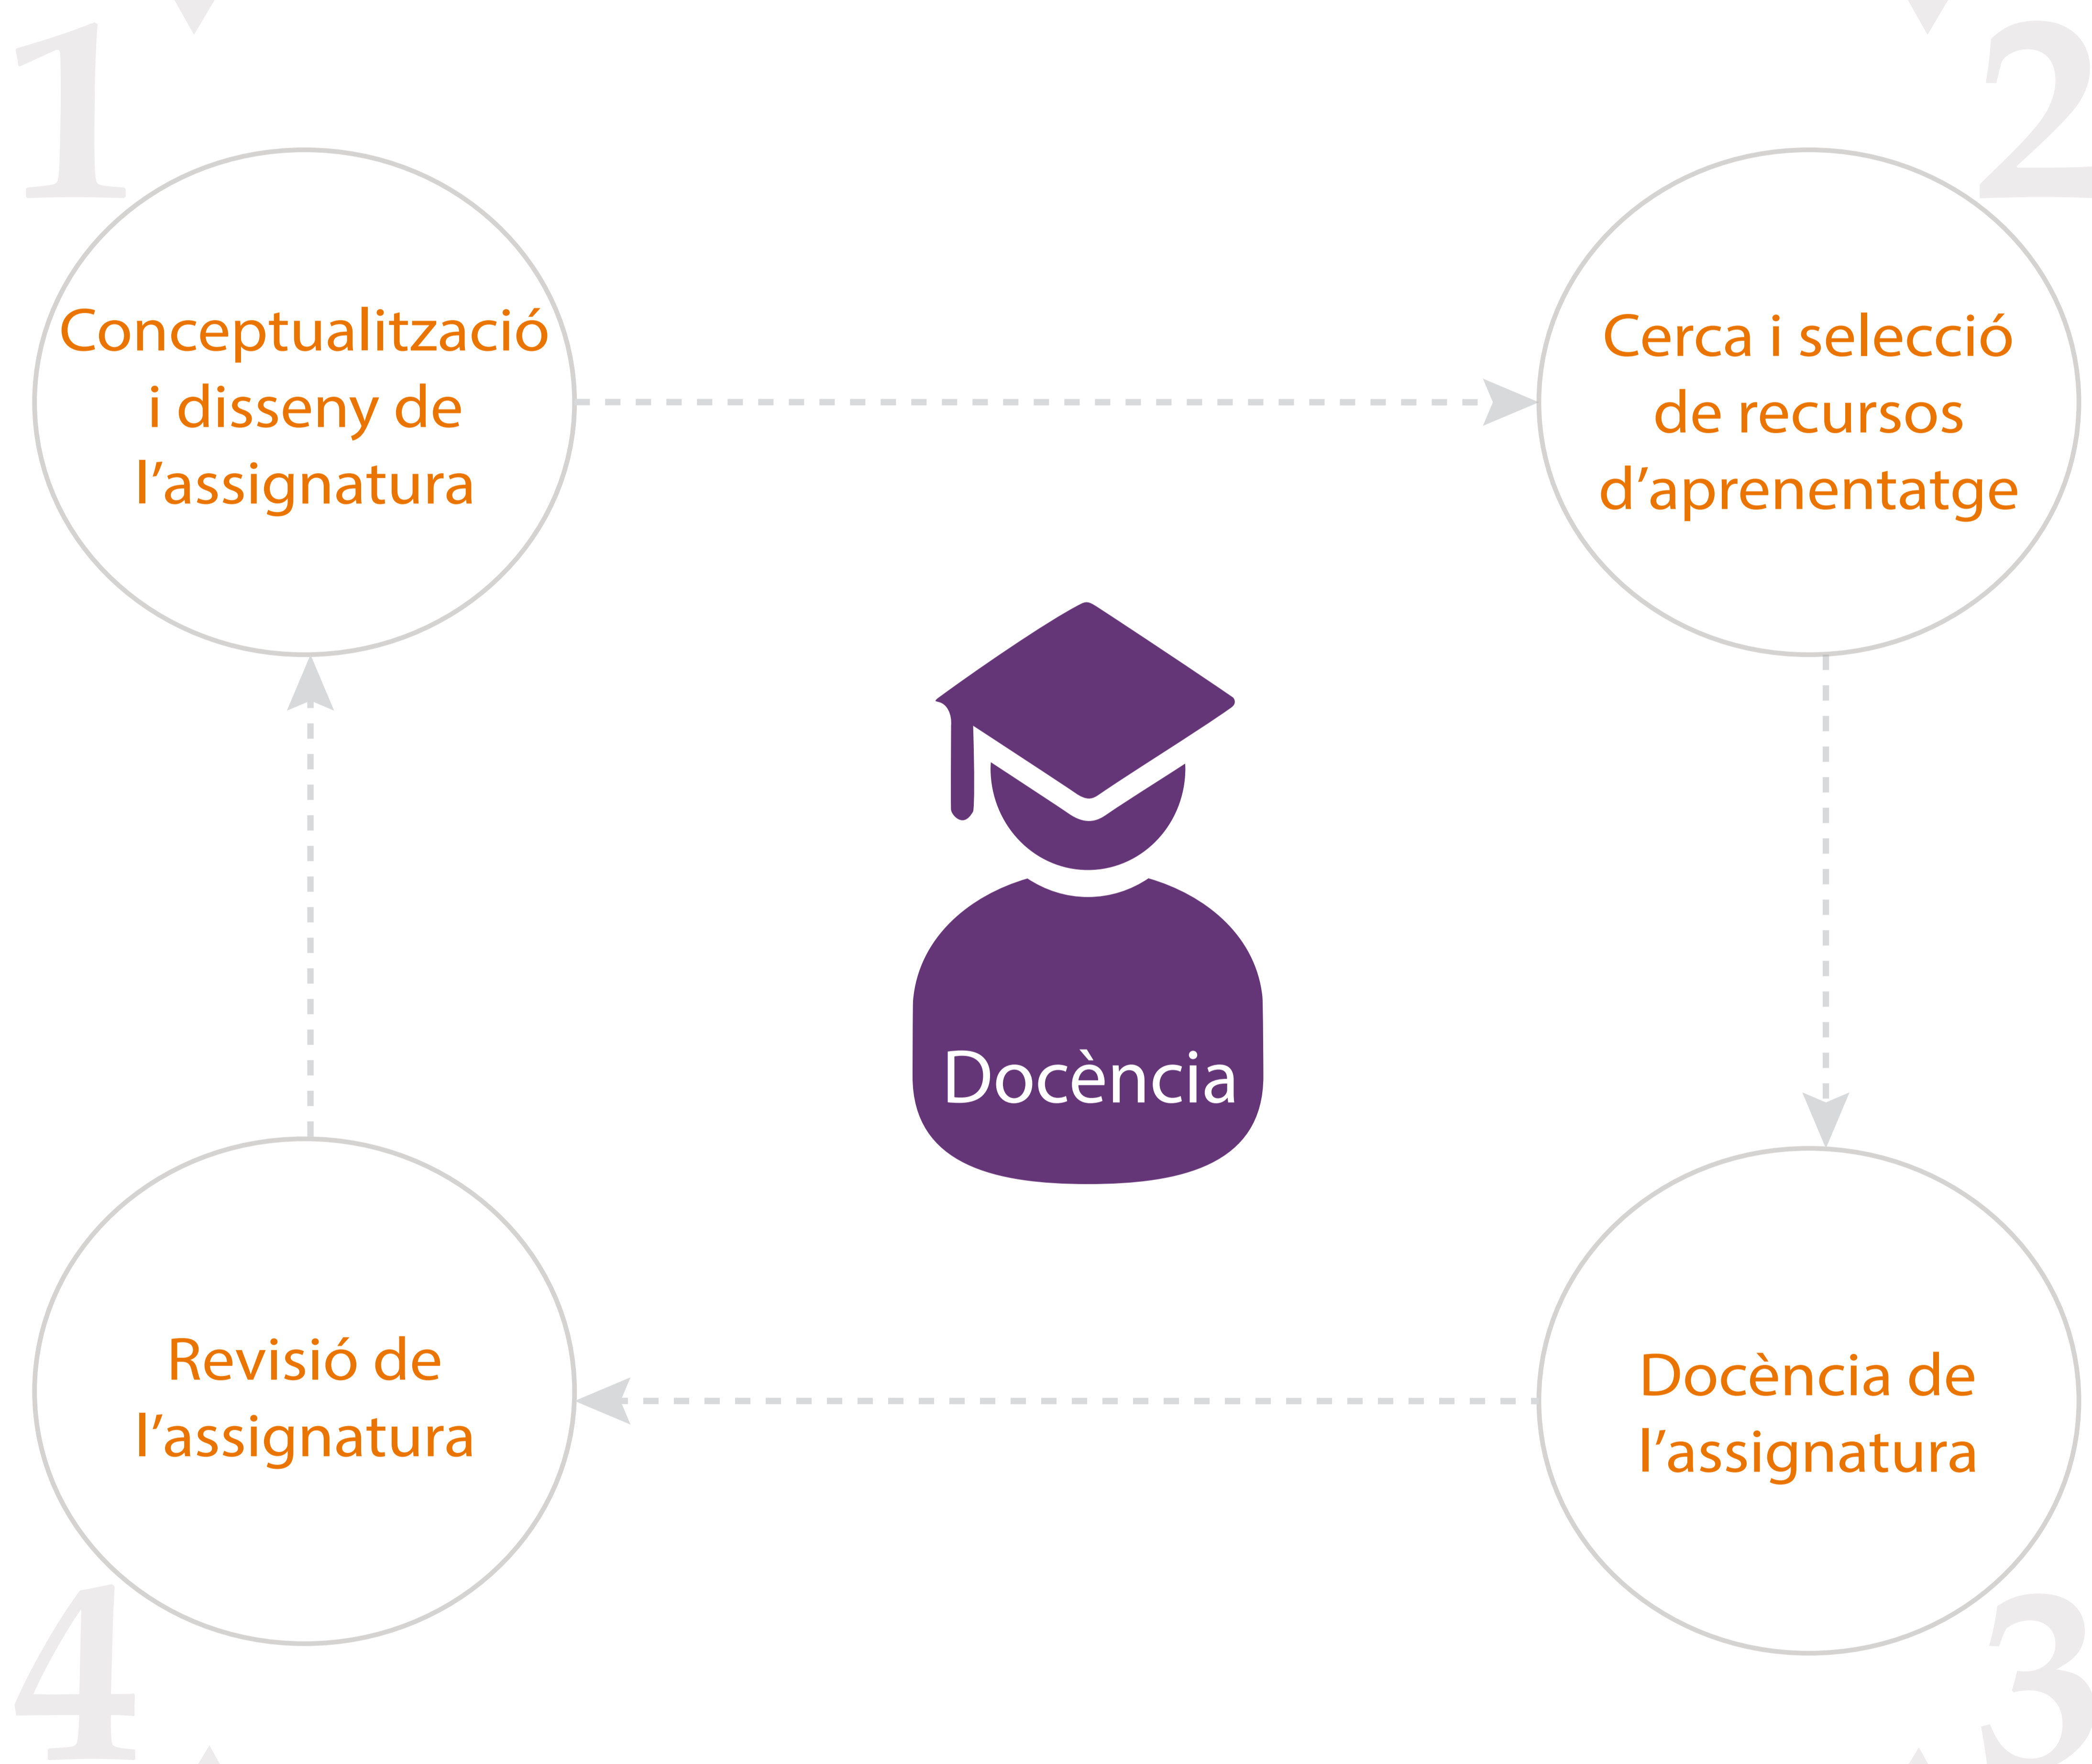 1
Conceptualització
i disseny de
l’assignatura
2
Cerca i selecció
de recursos
d’aprenentatge
Docència
3
Docència de
l’assignatura
4
Revisió de
l’assignatura